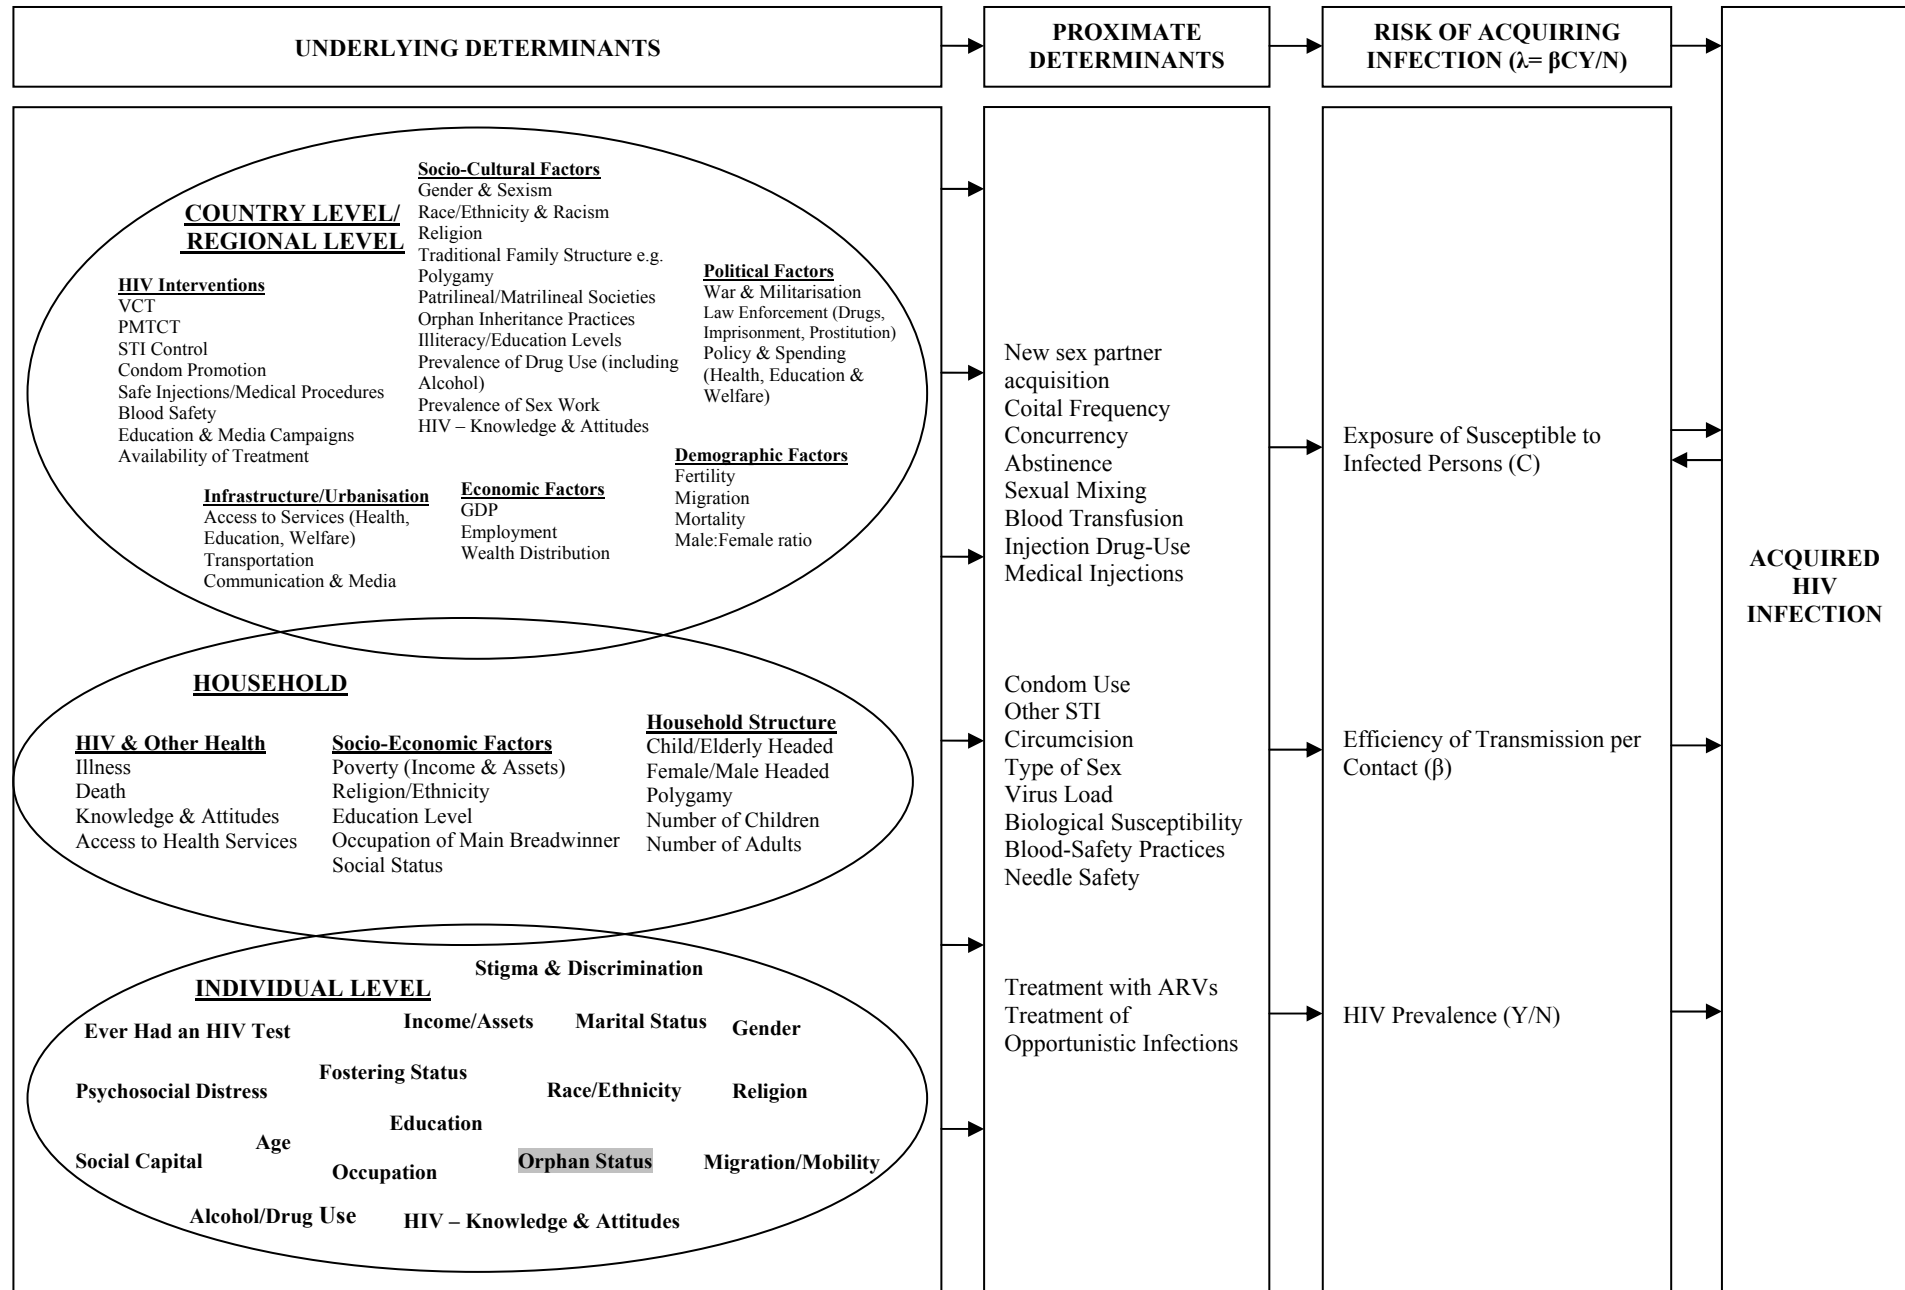 UNDERLYING DETERMINANTS
PROXIMATE
DETERMINANTS
RISK OF ACQUIRING
INFECTION (λ= βCY/N)
COUNTRY LEVEL/
REGIONAL LEVEL
HIV Interventions
VCT
PMTCT
STI Control
Condom Promotion
Safe Injections/Medical Procedures
Blood Safety
Education & Media Campaigns
Availability of Treatment
Socio-Cultural Factors
Gender & Sexism
Race/Ethnicity & Racism
Religion
Traditional Family Structure e.g.
Polygamy
Patrilineal/Matrilineal Societies
Orphan Inheritance Practices
Illiteracy/Education Levels
Prevalence of Drug Use (including
Alcohol)
Prevalence of Sex Work
HIV – Knowledge & Attitudes
Political Factors
War & Militarisation
Law Enforcement (Drugs,
Imprisonment, Prostitution)
Policy & Spending
(Health, Education &
Welfare)
Infrastructure/Urbanisation
Access to Services (Health,
Education, Welfare)
Transportation
Communication & Media
Economic Factors
GDP
Employment
Wealth Distribution
Demographic Factors
Fertility
Migration
Mortality
Male:Female ratio
HOUSEHOLD
HIV & Other Health
Illness
Death
Knowledge & Attitudes
Access to Health Services
Socio-Economic Factors
Poverty (Income & Assets)
Religion/Ethnicity
Education Level
Occupation of Main Breadwinner
Social Status
Household Structure
Child/Elderly Headed
Female/Male Headed
Polygamy
Number of Children
Number of Adults
INDIVIDUAL LEVEL
Stigma & Discrimination
Ever Had an HIV Test
Income/Assets
Marital Status
Gender
Psychosocial Distress
Fostering Status
Race/Ethnicity
Religion
Education
Social Capital
Age
Occupation
Orphan Status
Migration/Mobility
Alcohol/Drug Use
HIV – Knowledge & Attitudes
New sex partner
acquisition
Coital Frequency
Concurrency
Abstinence
Sexual Mixing
Blood Transfusion
Injection Drug-Use
Medical Injections
Condom Use
Other STI
Circumcision
Type of Sex
Virus Load
Biological Susceptibility
Blood-Safety Practices
Needle Safety
Treatment with ARVs
Treatment of
Opportunistic Infections
Exposure of Susceptible to
Infected Persons (C)
Efficiency of Transmission per
Contact (β)
HIV Prevalence (Y/N)
ACQUIRED
HIV
INFECTION